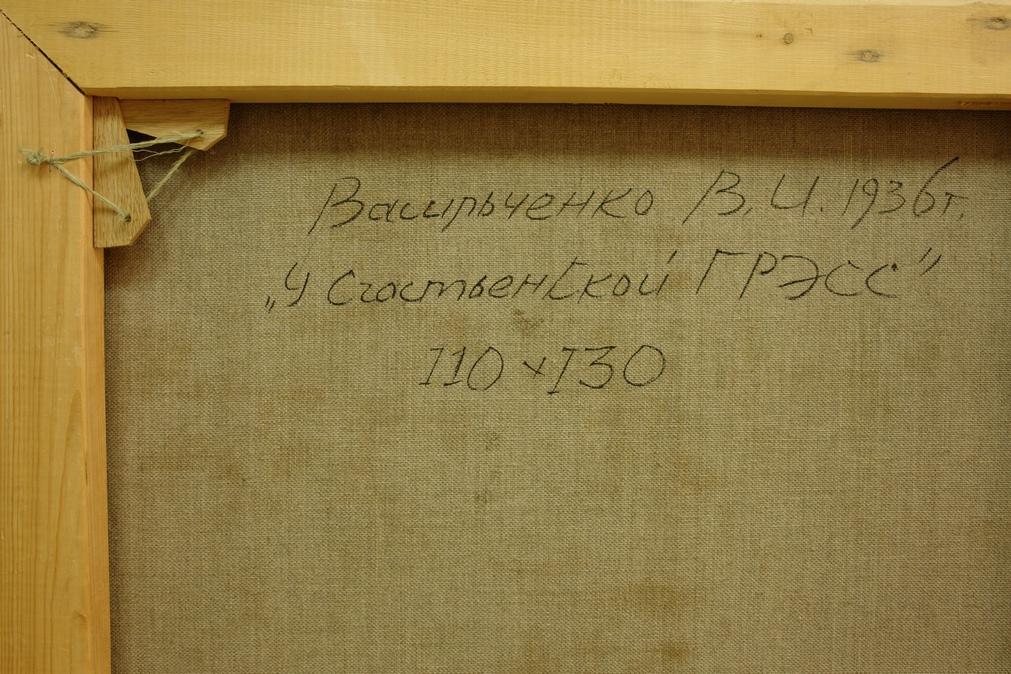 Васильченко В. И. 1936г.
„У Счастьенской ГРЭСС”
110 x 130